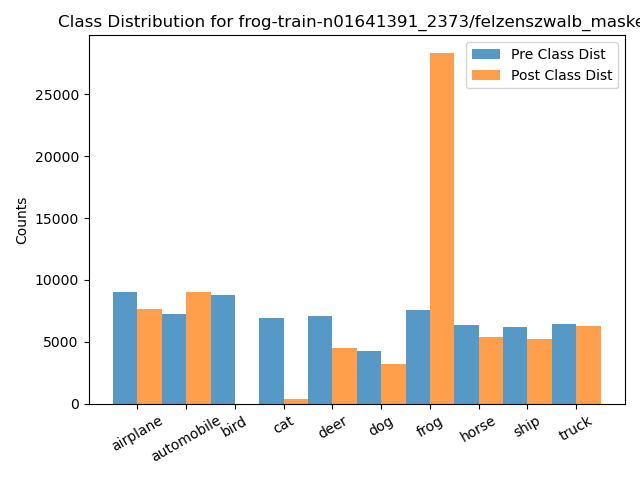 Class Distribution for frog-train-n01641391_2373/felzenszwalb_maske
Pre Class Dist
Post Class Dist
Counts
25000
20000
15000
10000
5000
0
airplane
automobile
bird
cat
deer
dog
frog
horse
ship
truck